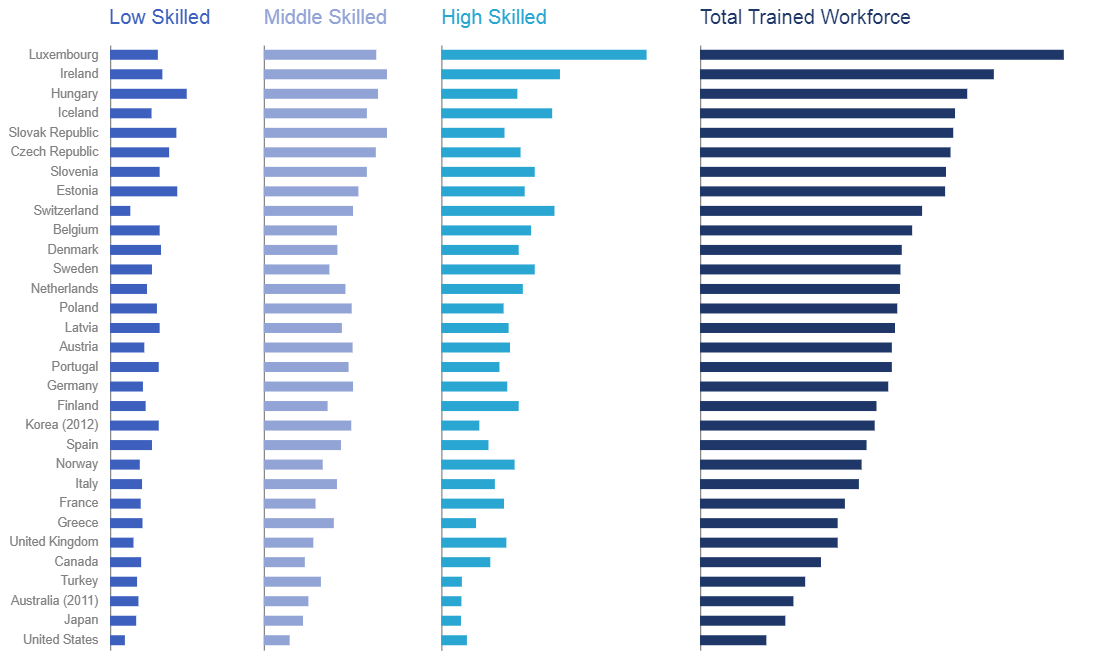 Low Skilled Middle Skilled High Skilled Total Trained Workforce
Luxembourg
Ireland
Hungary
Iceland
Slovak Republic
Czech Republic
Slovenia
Estonia
Switzerland
Belgium
Denmark
Sweden
Netherlands
Poland
Latvia
Austria
Portugal
Germany
Finland
Korea (2012)
Spain
Norway
Italy
France
Greece
United Kingdom
Canada
Turkey
Australia (2011)
Japan
United States